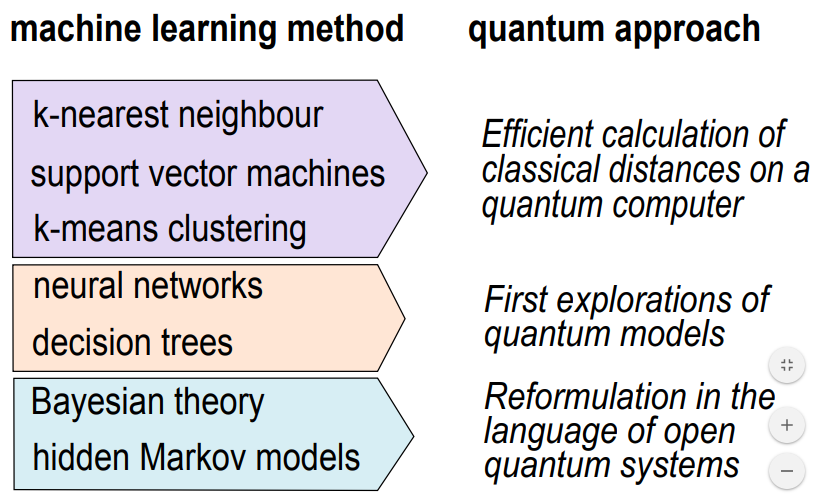 machine learning method
quantum approach
k-nearest neighbour
support vector machines
k-means clustering
Efficient calculation of
classical distances on a
quantum computer
neural networks
decision trees
First explorations of
quantum models
Bayesian theory
hidden Markov models
Reformulation in the
language of open
quantum systems